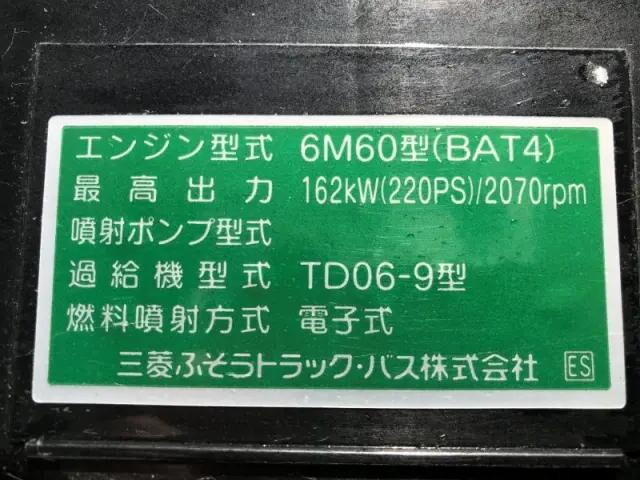 エンジン型式 6M60型(BAT4)
最高出力 162kW(220PS)/2070rpm
噴射ポンプ型式
過給機型式 TD06-9型
燃料噴射方式 電子式
三菱ふそうトラック・バス株式会社 ES